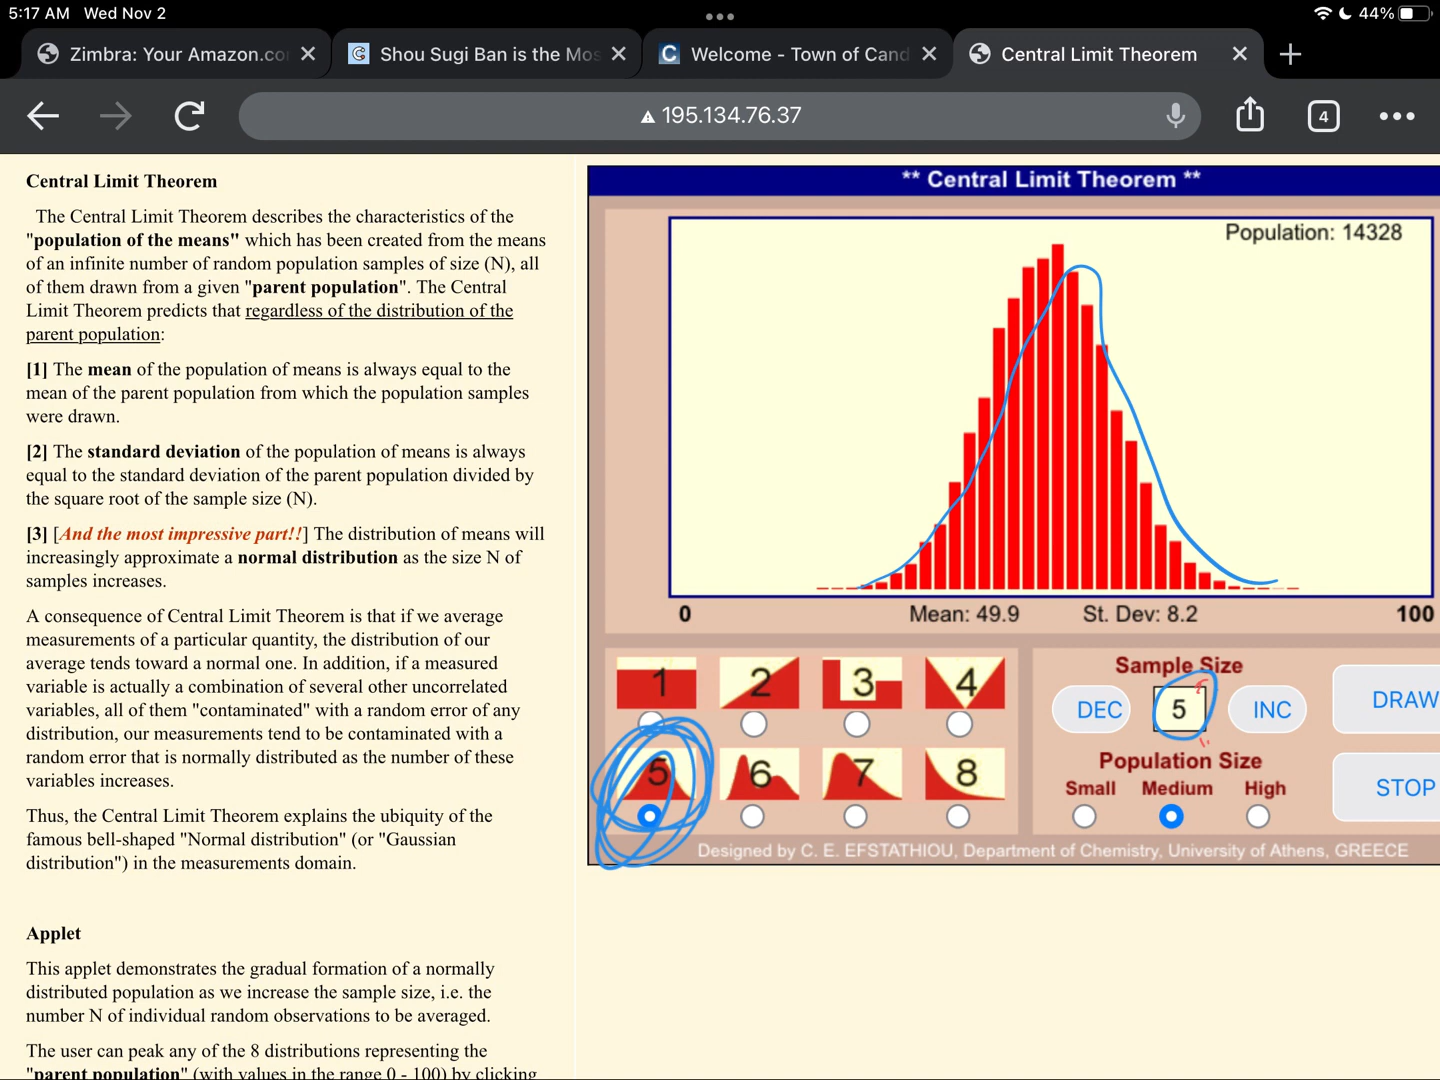 5:17 AM Wed Nov 2
44%
Zimbra: Your Amazon.co
Shou Sugi Ban is the Mos
Welcome - Town of Cand
Central Limit Theorem
195.134.76.37
4
Central Limit Theorem
The Central Limit Theorem describes the characteristics of the
"population of the means" which has been created from the means
of an infinite number of random population samples of size (N), all
of them drawn from a given "parent population". The Central
Limit Theorem predicts that regardless of the distribution of the
parent population:
[1] The mean of the population of means is always equal to the
mean of the parent population from which the population samples
were drawn.
[2] The standard deviation of the population of means is always
equal to the standard deviation of the parent population divided by
the square root of the sample size (N).
[3] [And the most impressive part!!] The distribution of means will
increasingly approximate a normal distribution as the size N of
samples increases.
A consequence of Central Limit Theorem is that if we average
measurements of a particular quantity, the distribution of our
average tends toward a normal one. In addition, if a measured
variable is actually a combination of several other uncorrelated
variables, all of them "contaminated" with a random error of any
distribution, our measurements tend to be contaminated with a
random error that is normally distributed as the number of these
variables increases.
Thus, the Central Limit Theorem explains the ubiquity of the
famous bell-shaped "Normal distribution" (or "Gaussian
distribution") in the measurements domain.
Applet
This applet demonstrates the gradual formation of a normally
distributed population as we increase the sample size, i.e. the
number N of individual random observations to be averaged.
The user can peak any of the 8 distributions representing the
"parent population" (with values in the range 0 - 100) by clicking
** Central Limit Theorem **
Population: 14328
0 Mean: 49.9 St. Dev: 8.2 100
1 2 3 4
5 6 7 8
Sample Size
DEC 5 INC
Population Size
Small Medium High
DRAW
STOP
Designed by C. E. EFSTATHIOU, Department of Chemistry, University of Athens, GREECE